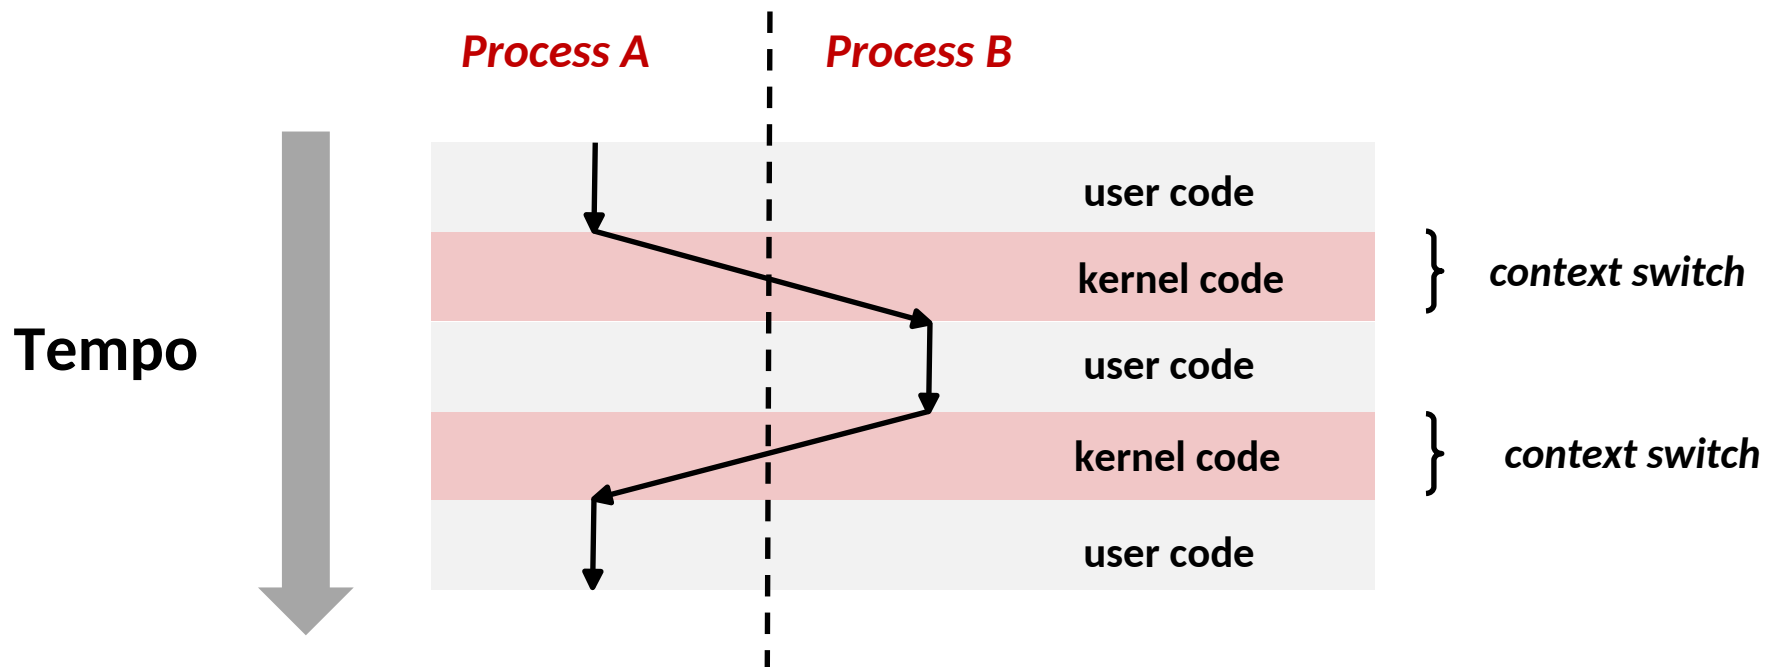 Process A
Process B
user code
kernel code
context switch
Tempo
user code
kernel code
context switch
user code